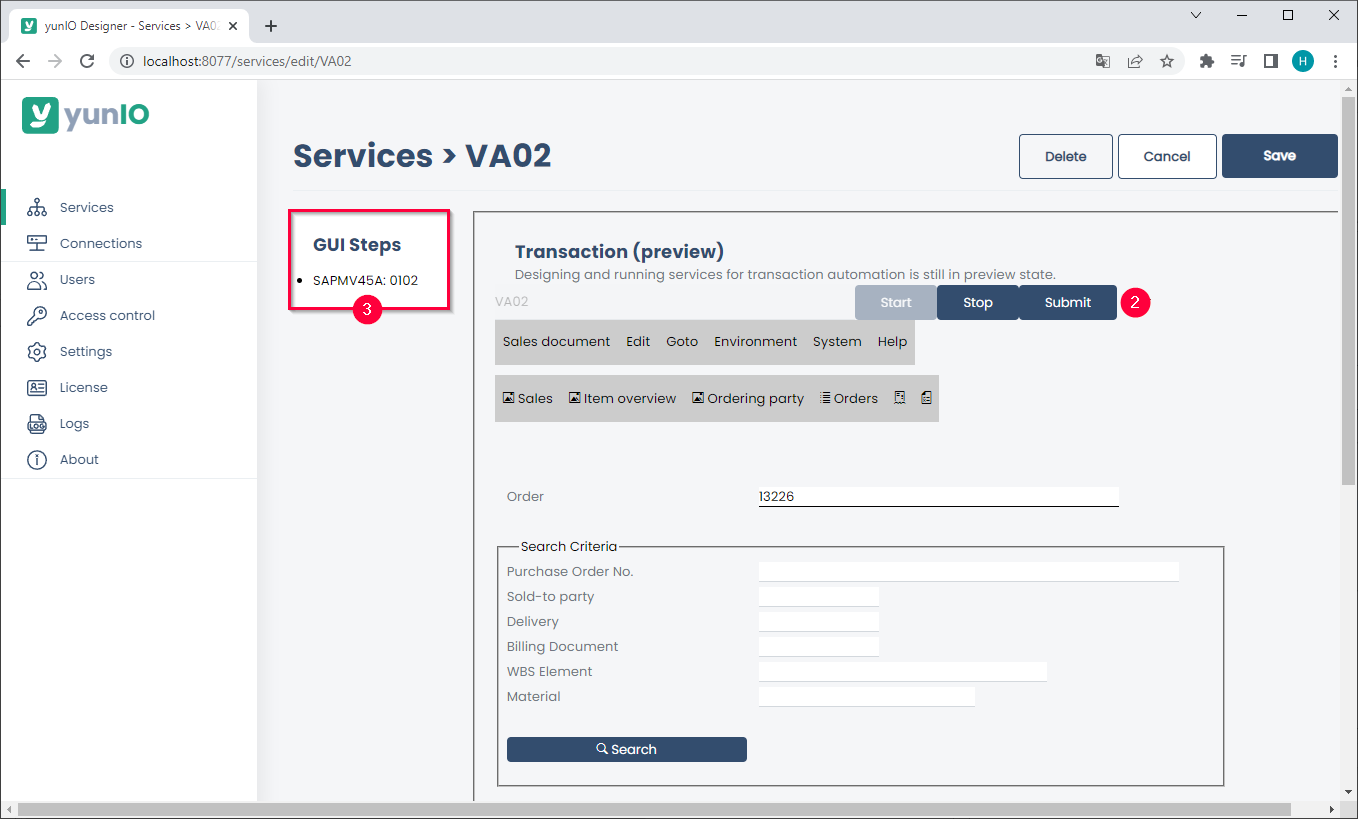 yunIO Designer - Services > VA02
localhost:8077/services/edit/VA02
H
yunIO
Services > VA02
Delete
Cancel
Save
Services
Connections
Users
Access control
Settings
License
Logs
About
GUI Steps
SAPMV45A: 0102
3
Transaction (preview)
Designing and running services for transaction automation is still in preview state.
VA02
Start
Stop
Submit
2
Sales document Edit Goto Environment System Help
Sales Item overview Ordering party Orders
Order 13226
Search Criteria
Purchase Order No.
Sold-to party
Delivery
Billing Document
WBS Element
Material
Search